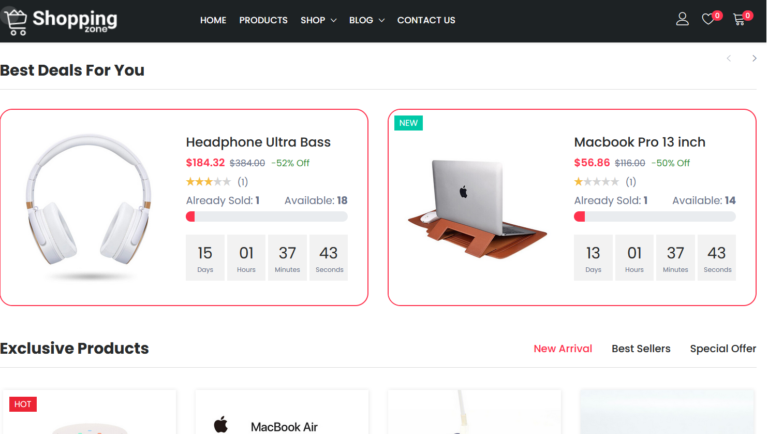 Shopping
zone
HOME PRODUCTS SHOP BLOG CONTACT US
0 0
Best Deals For You
Headphone Ultra Bass
$184.32 $384.00 -52% Off
(1)
Already Sold: 1 Available: 18
15 01 37 43
Days Hours Minutes Seconds
NEW
Macbook Pro 13 inch
$56.86 $116.00 -50% Off
(1)
Already Sold: 1 Available: 14
13 01 37 43
Days Hours Minutes Seconds
Exclusive Products
New Arrival Best Sellers Special Offer
HOT
MacBook Air